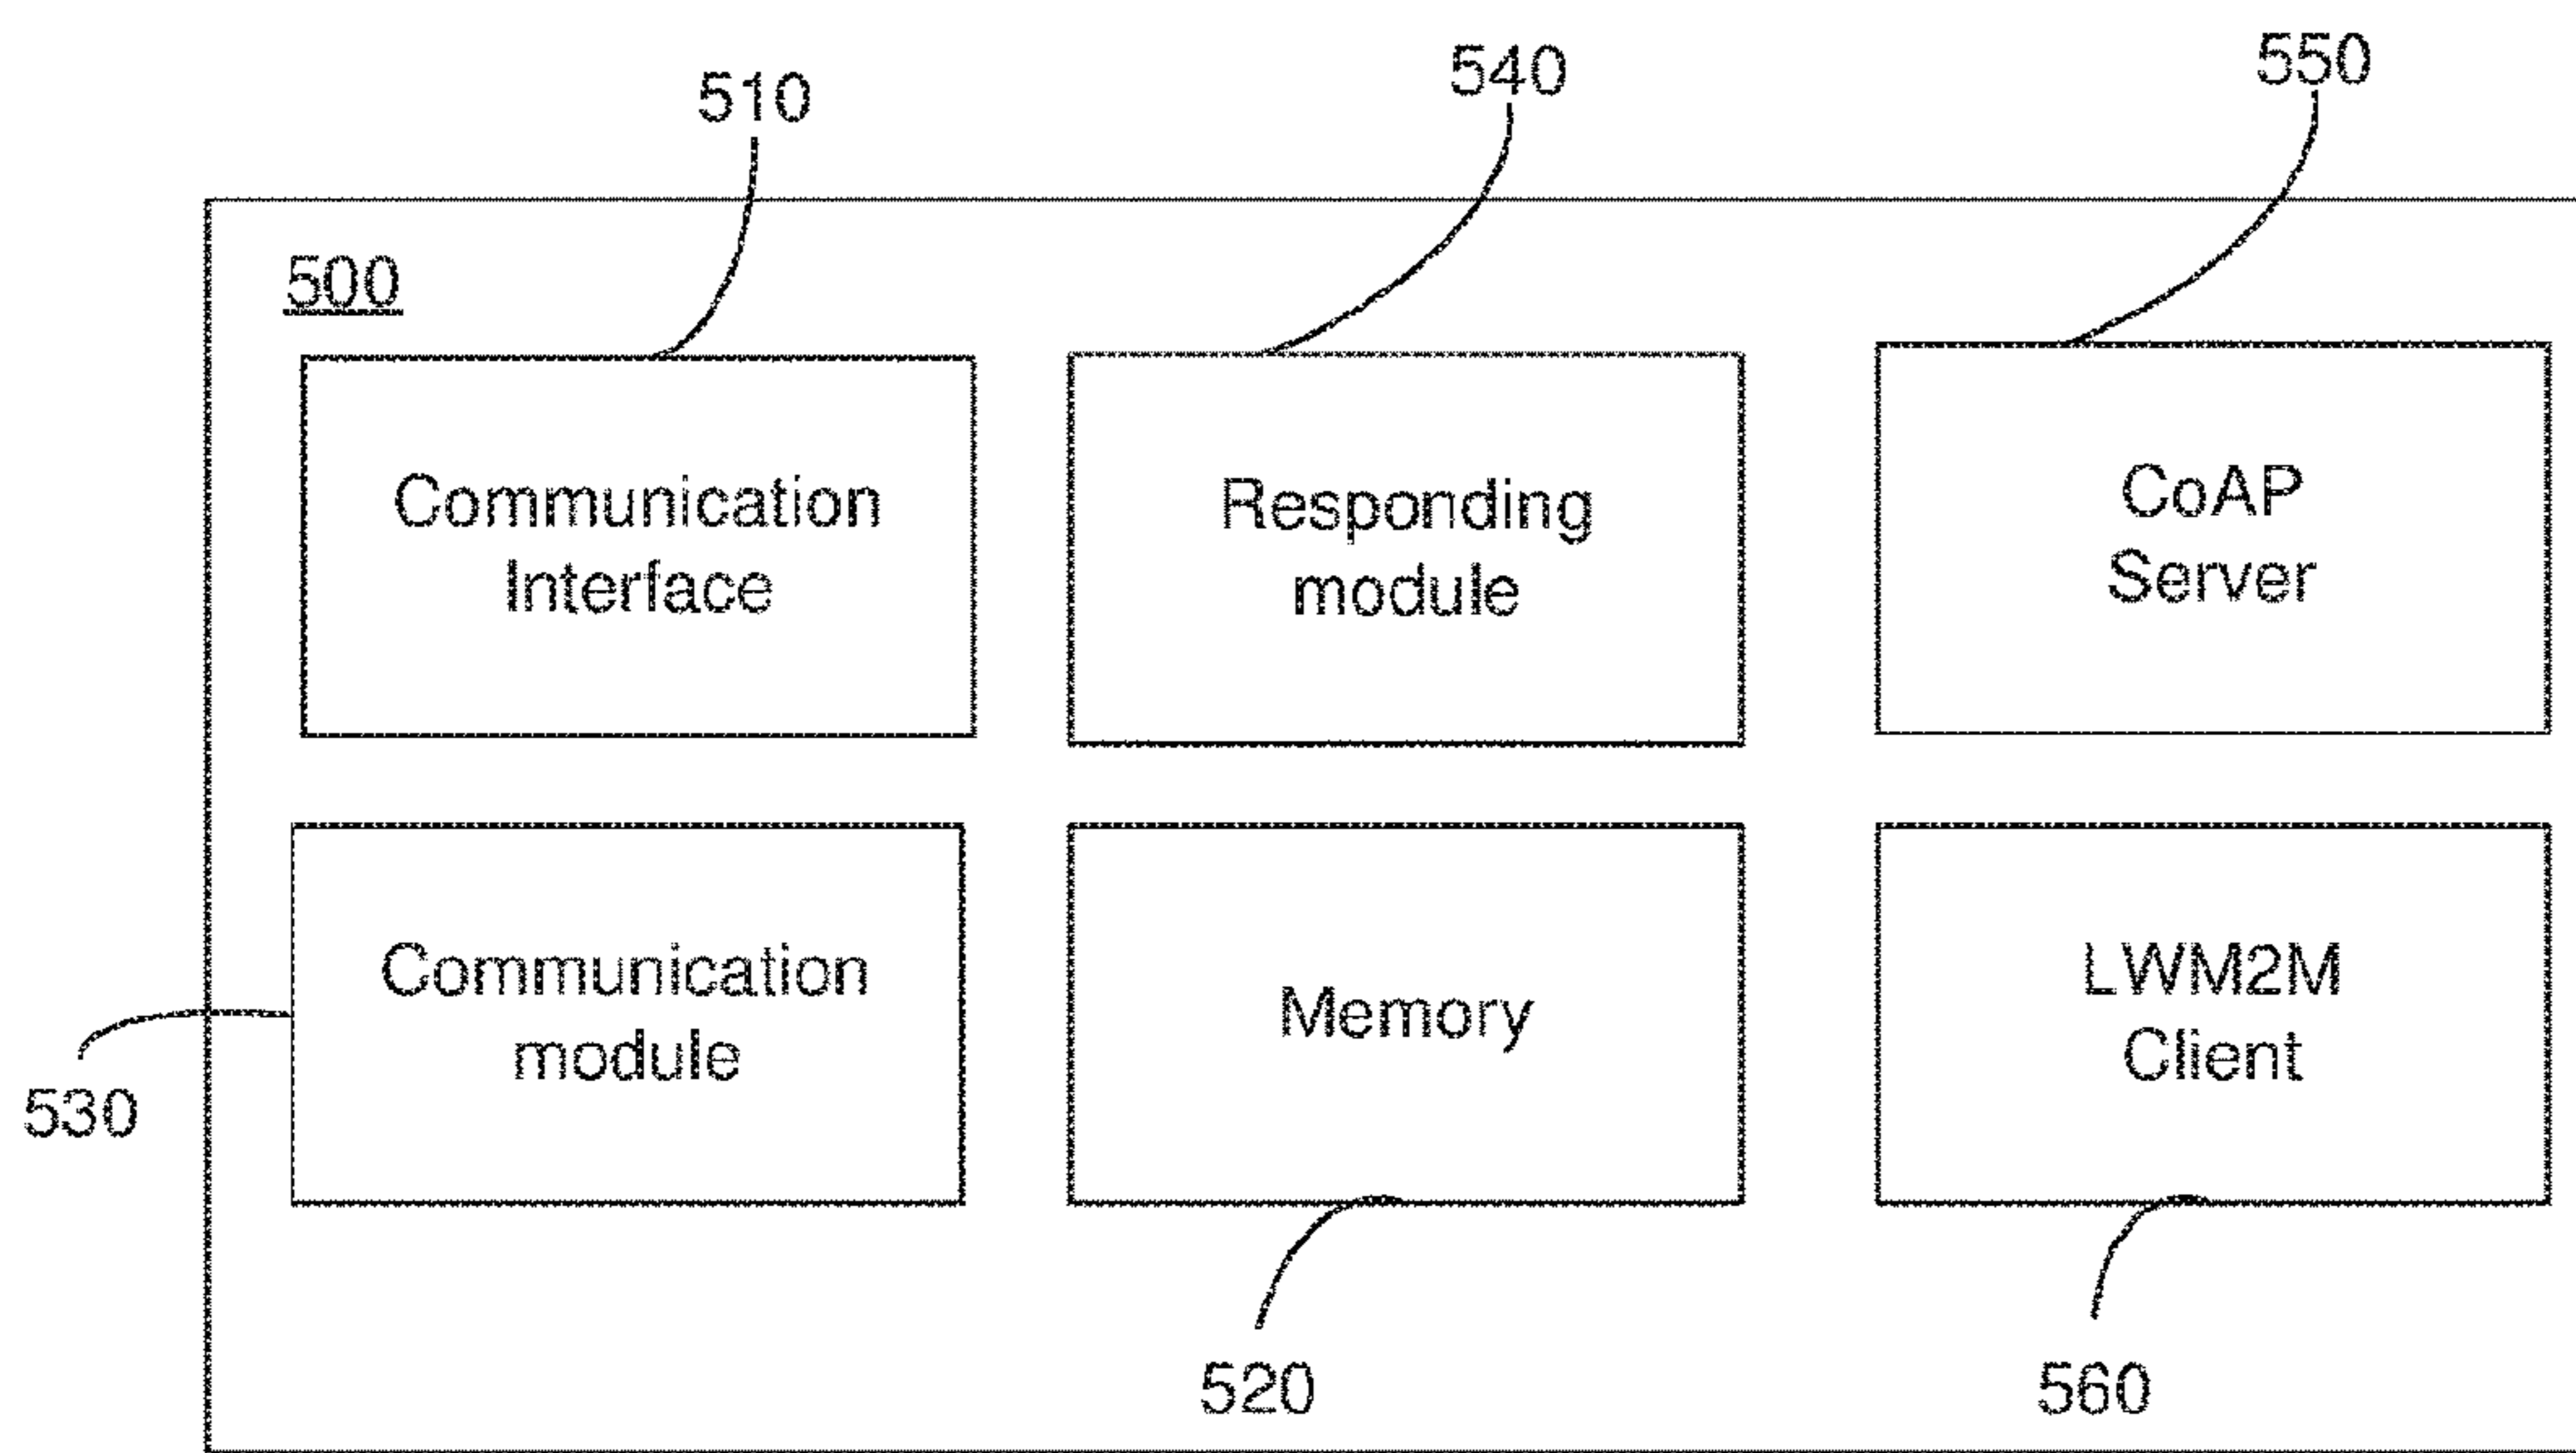 510
540
550
500
Communication
Interface
Responding
module
CoAP
Server
Communication
module
Memory
LWM2M
Client
530
520
560